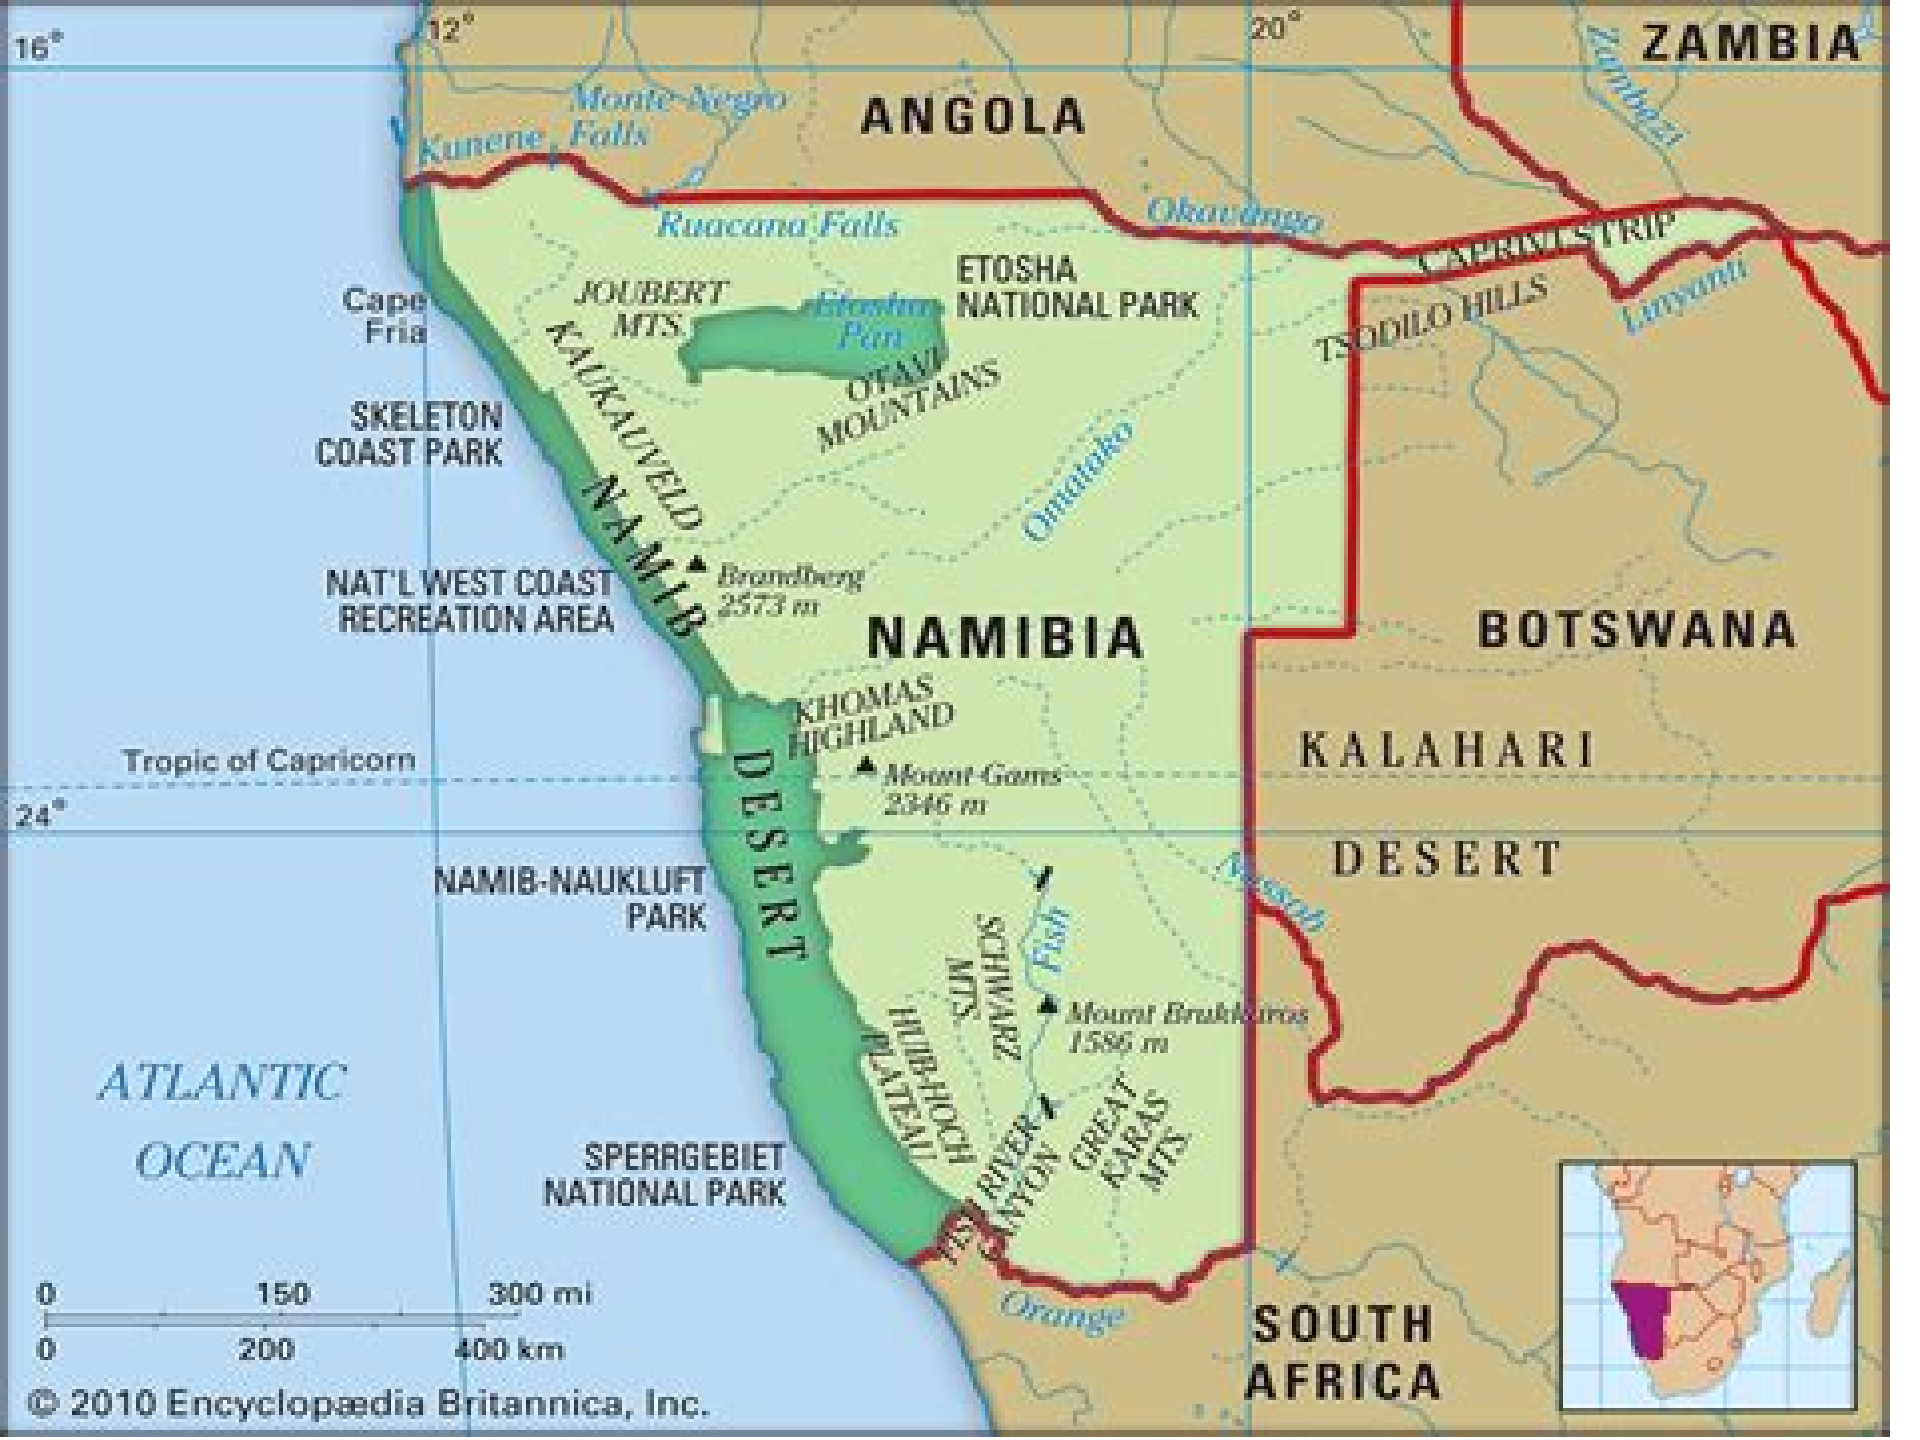 12°
20°
16°
ZAMBIA
Zambezi
Monte-Negro
Falls
ANGOLA
Kunene
Ruacana Falls
Okavango
CAPRIVI STRIP
Linyanti
ETOSHA
NATIONAL PARK
JOUBERT
MTS.
Etosha
Pan
Cape
Fria
TSODILO HILLS
KAUKAUVELD
OTAVI
MOUNTAINS
SKELETON
COAST PARK
Omatako
NAMIB
Brandberg
2573 m
NAT'L WEST COAST
RECREATION AREA
NAMIBIA
BOTSWANA
KHOMAS
HIGHLAND
KALAHARI
Tropic of Capricorn
Mount Gams
2346 m
24°
DESERT
DESERT
NAMIB-NAUKLUFT
PARK
Nossob
Fish
SCHWARZ
MTS.
Mount Brukkaros
1586 m
HUIB-HOCH
PLATEAU
ATLANTIC
OCEAN
GREAT
KARAS
MTS.
FISH RIVER
CANYON
SPERRGEBIET
NATIONAL PARK
Orange
SOUTH
AFRICA
0 150 300 mi
0 200 400 km
© 2010 Encyclopædia Britannica, Inc.